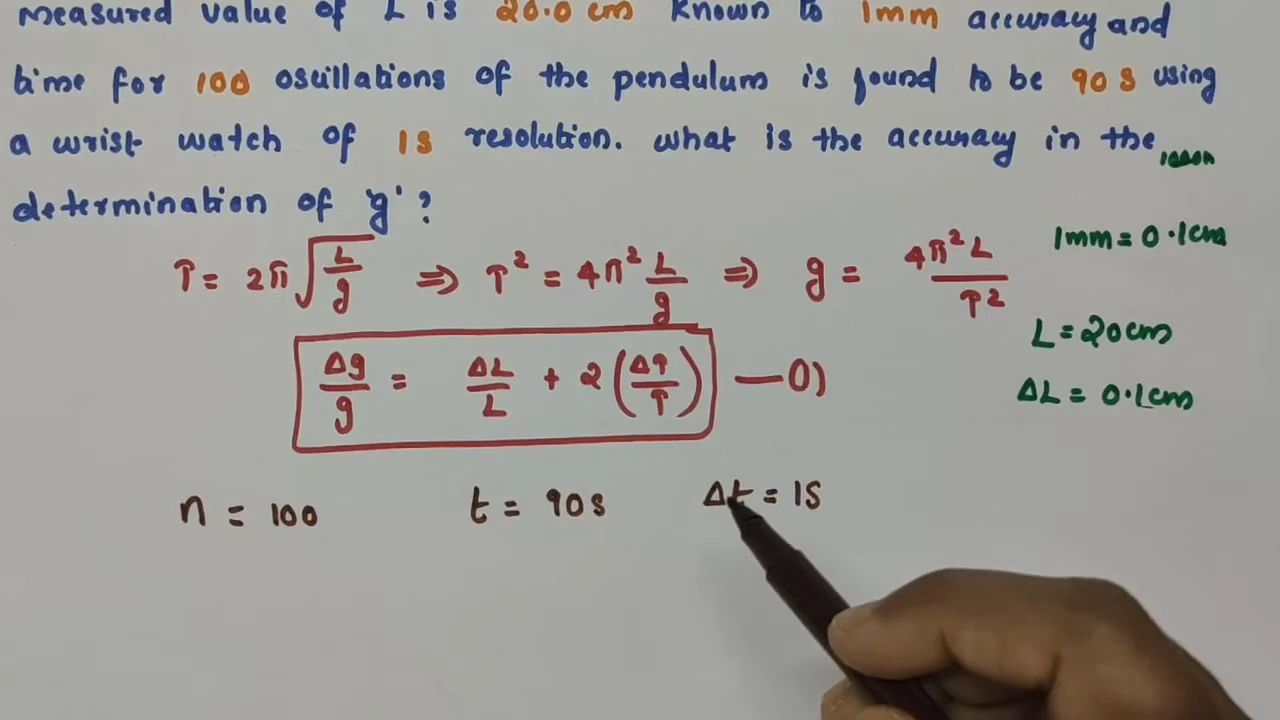 measured value of L is 20.0 cm known to 1mm accuracy and
time for 100 oscillations of the pendulum is found to be 90 s using
a wrist watch of 1s resolution. what is the accuracy in the
determination of 'g' ?
1mm = 0.1cm
T = 2π√(L/g) ⇒ T² = 4π² L/g ⇒ g = 4π²L/T²
L = 20cm
Δg/g = ΔL/L + 2(ΔT/T) — 01)
ΔL = 0.1cm
n = 100 t = 90s Δt = 1s